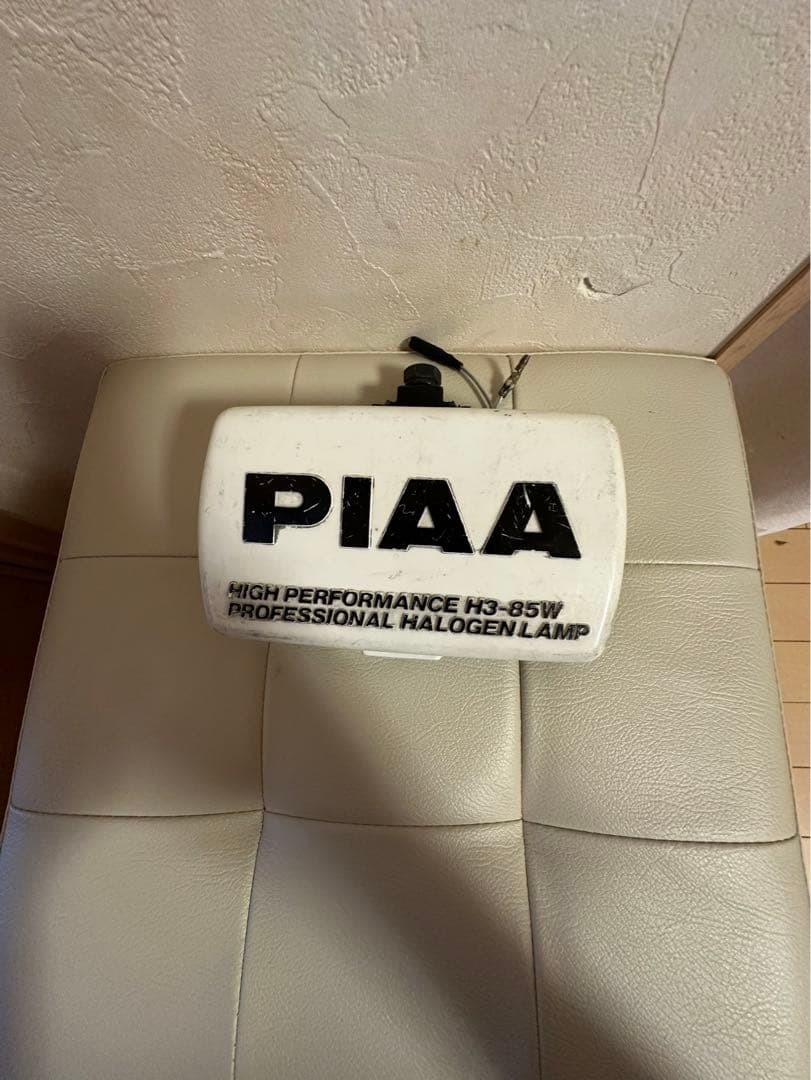 PIAA
HIGH PERFORMANCE H3-85W
PROFESSIONAL HALOGEN LAMP